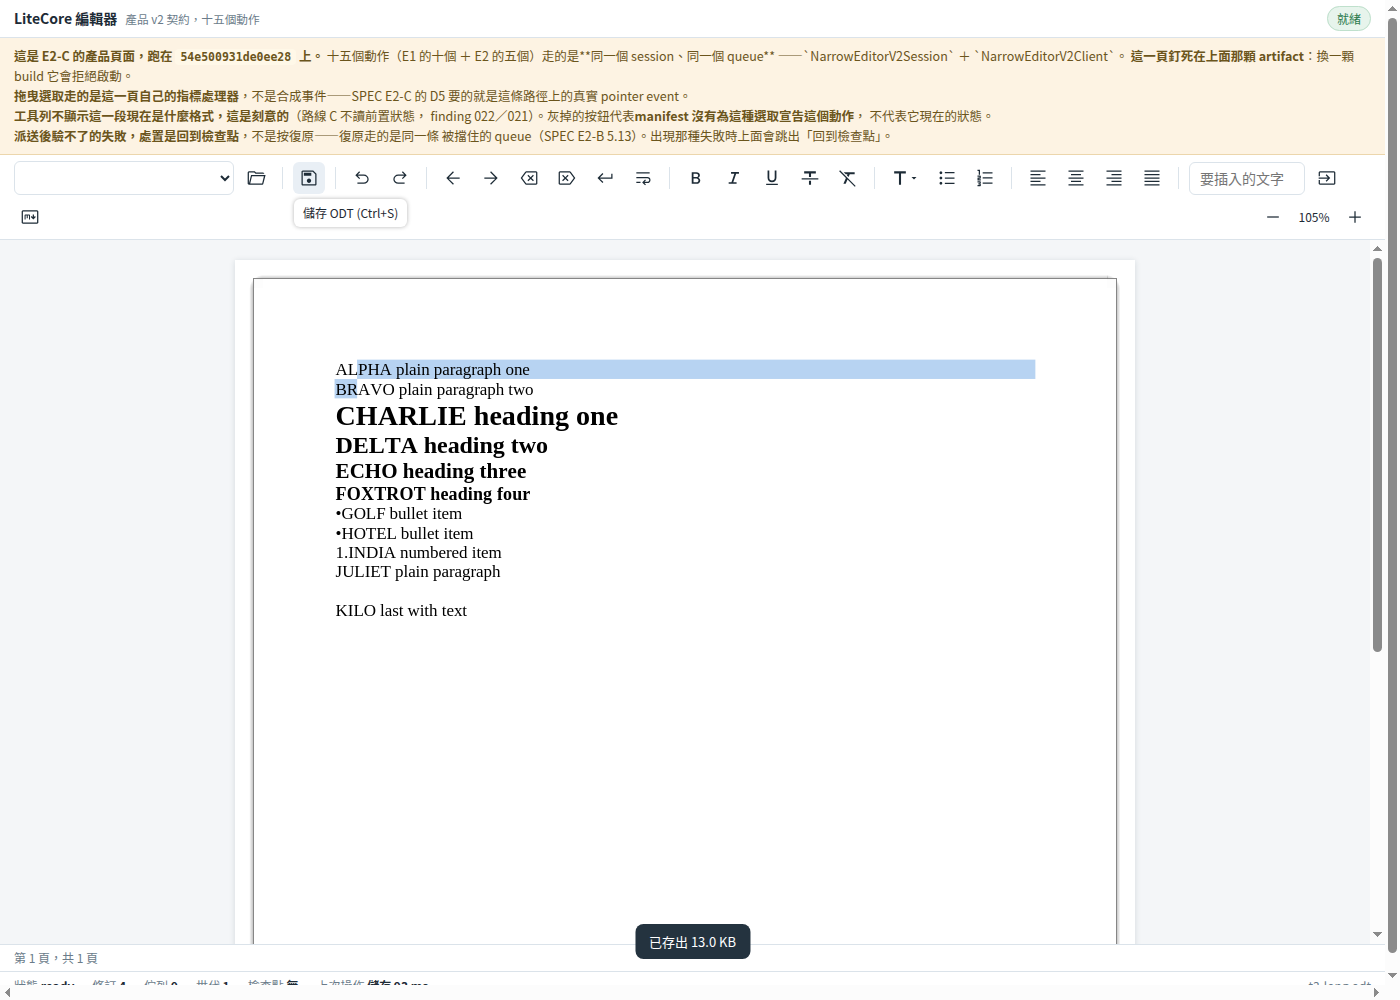 LiteCore 編輯器 產品 v2 契約，十五個動作 就緒
這是 E2-C 的產品頁面，跑在 54e500931de0ee28 上。 十五個動作（E1 的十個 ＋ E2 的五個）走的是**同一個 session、同一個 queue** ——`NarrowEditorV2Session` ＋ `NarrowEditorV2Client`。 這一頁釘死在上面那顆 artifact：換一顆
build 它會拒絕啟動。
拖曳選取走的是這一頁自己的指標處理器，不是合成事件——SPEC E2-C 的 D5 要的就是這條路徑上的真實 pointer event。
工具列不顯示這一段現在是什麼格式，這是刻意的（路線 C 不讀前置狀態， finding 022／021）。灰掉的按鈕代表manifest 沒有為這種選取宣告這個動作， 不代表它現在的狀態。
派送後驗不了的失敗，處置是回到檢查點，不是按復原——復原走的是同一條 被擋住的 queue（SPEC E2-B 5.13）。出現那種失敗時上面會跳出「回到檢查點」。
B I U T T 要插入的文字
儲存 ODT (Ctrl+S) 105%
ALPHA plain paragraph one
BRAVO plain paragraph two
CHARLIE heading one
DELTA heading two
ECHO heading three
FOXTROT heading four
•GOLF bullet item
•HOTEL bullet item
1.INDIA numbered item
JULIET plain paragraph
KILO last with text
已存出 13.0 KB
第 1 頁，共 1 頁